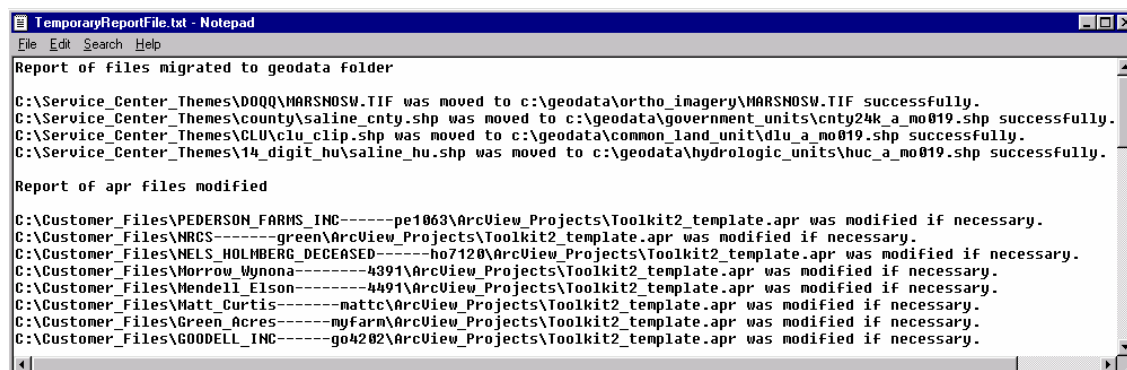 TemporaryReportFile.txt - Notepad
File Edit Search Help
Report of files migrated to geodata folder
C:\Service_Center_Themes\DOQQ\MARSNOSW.TIF was moved to c:\geodata\ortho_imagery\MARSNOSW.TIF successfully.
C:\Service_Center_Themes\county\saline_cnty.shp was moved to c:\geodata\government_units\cnty24k_a_mo019.shp successfully.
C:\Service_Center_Themes\CLU\clu_clip.shp was moved to c:\geodata\common_land_unit\dlu_a_mo019.shp successfully.
C:\Service_Center_Themes\14_digit_hu\saline_hu.shp was moved to c:\geodata\hydrologic_units\huc_a_mo019.shp successfully.
Report of apr files modified
C:\Customer_Files\PEDERSON_FARMS_INC------pe1063\ArcView_Projects\Toolkit2_template.apr was modified if necessary.
C:\Customer_Files\NRCS-------green\ArcView_Projects\Toolkit2_template.apr was modified if necessary.
C:\Customer_Files\NELS_HOLMBERG_DECEASED------ho7120\ArcView_Projects\Toolkit2_template.apr was modified if necessary.
C:\Customer_Files\Morrow_Wynona--------4391\ArcView_Projects\Toolkit2_template.apr was modified if necessary.
C:\Customer_Files\Mendell_Elson--------4491\ArcView_Projects\Toolkit2_template.apr was modified if necessary.
C:\Customer_Files\Matt_Curtis-------mattc\ArcView_Projects\Toolkit2_template.apr was modified if necessary.
C:\Customer_Files\Green_Acres------myfarm\ArcView_Projects\Toolkit2_template.apr was modified if necessary.
C:\Customer_Files\GOODELL_INC------go4202\ArcView_Projects\Toolkit2_template.apr was modified if necessary.